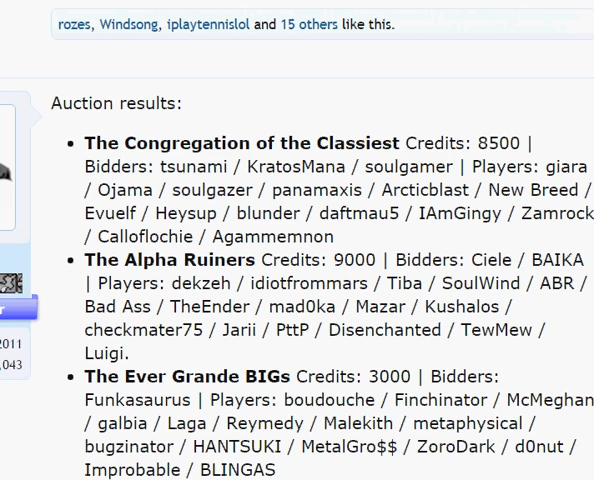 rozes, Windsong, iplaytennislol and 15 others like this.
Auction results:
• The Congregation of the Classiest Credits: 8500 |
Bidders: tsunami / KratosMana / soulgamer | Players: giara
/ Ojama / soulgazer / panamaxis / Arcticblast / New Breed /
Evuelf / Heysup / blunder / daftmau5 / IAmGingy / Zamrock
/ Calloflochie / Agammemnon
• The Alpha Ruiners Credits: 9000 | Bidders: Ciele / BAIKA
| Players: dekzeh / idiotfrommars / Tiba / SoulWind / ABR /
Bad Ass / TheEnder / mad0ka / Mazar / Kushalos /
checkmater75 / Jarii / PttP / Disenchanted / TewMew /
Luigi.
• The Ever Grande BIGs Credits: 3000 | Bidders:
Funkasaurus | Players: boudouche / Finchinator / McMeghan
/ galbia / Laga / Reymedy / Malekith / metaphysical /
bugzinator / HANTSUKI / MetalGro$$ / ZoroDark / d0nut /
Improbable / BLINGAS
r
2011
,043